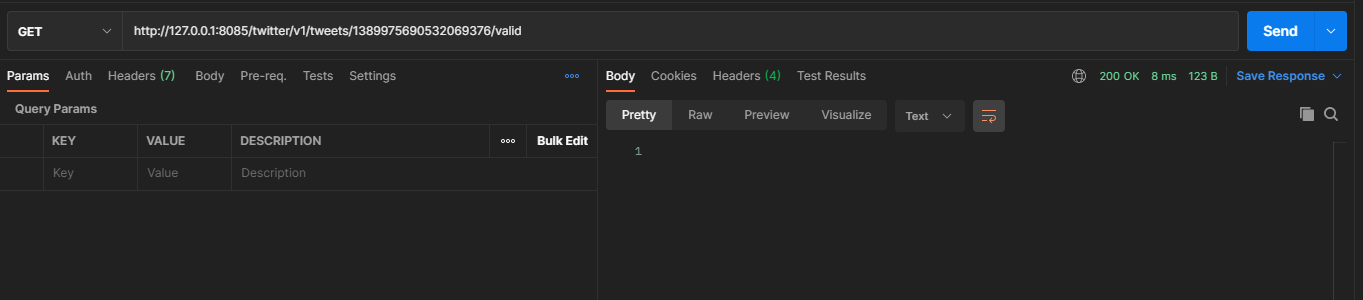 GET http://127.0.0.1:8085/twitter/v1/tweets/1389975690532069376/valid Send
Params Auth Headers (7) Body Pre-req. Tests Settings
Body Cookies Headers (4) Test Results 200 OK 8 ms 123 B Save Response
Query Params
KEY VALUE DESCRIPTION Bulk Edit
Key Value Description
Pretty Raw Preview Visualize Text
1